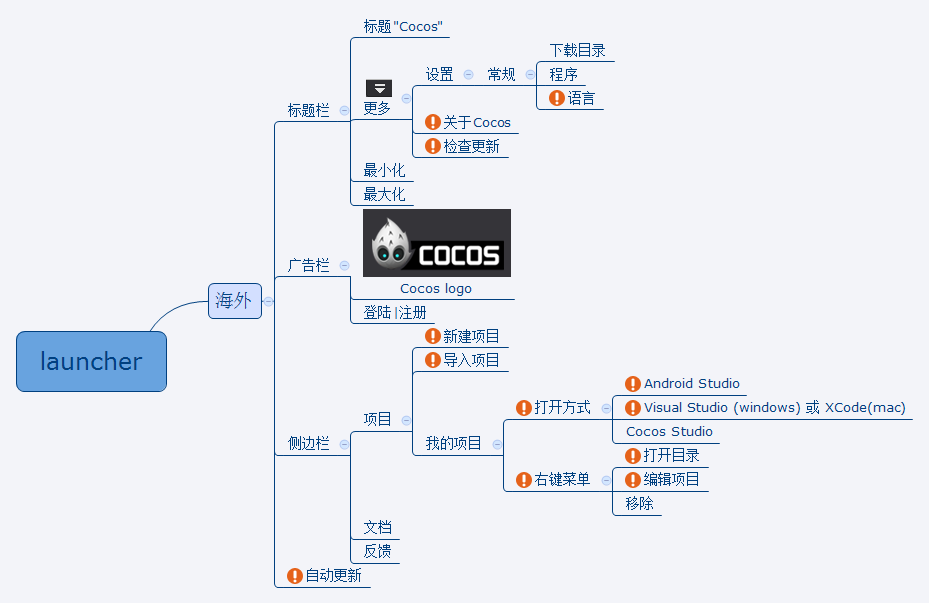 launcher
海外
标题栏
标题"Cocos"
更多
设置
常规
下载目录
程序
语言
关于Cocos
检查更新
最小化
最大化
广告栏
COCOS
Cocos logo
登陆|注册
侧边栏
项目
新建项目
导入项目
我的项目
打开方式
Android Studio
Visual Studio (windows) 或 XCode(mac)
Cocos Studio
右键菜单
打开目录
编辑项目
移除
文档
反馈
自动更新